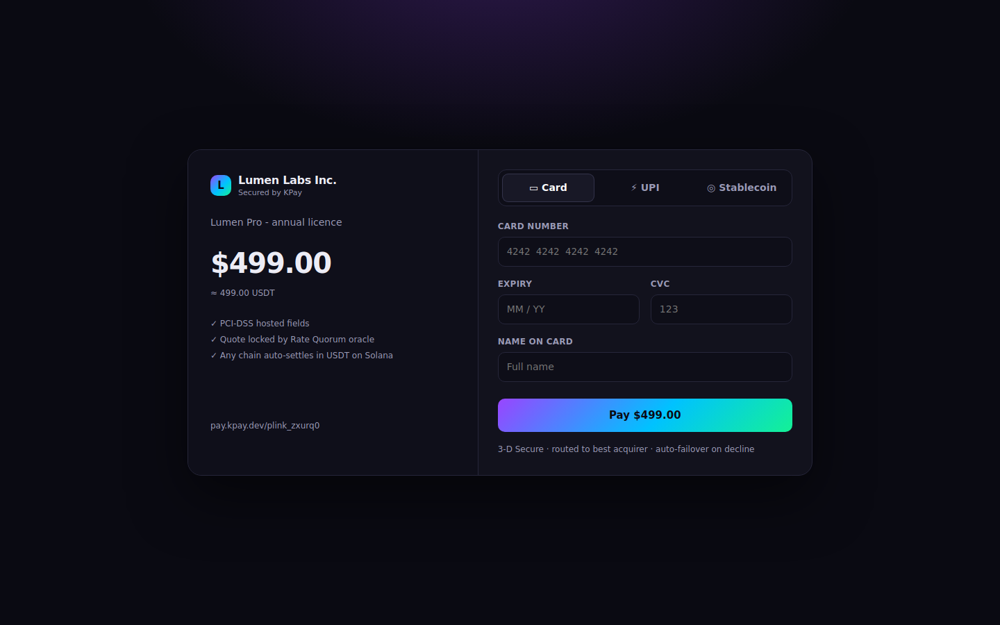 L
Lumen Labs Inc.
Secured by KPay
Lumen Pro - annual licence
$499.00
≈ 499.00 USDT
✓ PCI-DSS hosted fields
✓ Quote locked by Rate Quorum oracle
✓ Any chain auto-settles in USDT on Solana
pay.kpay.dev/plink_zxurq0
▭ Card
⚡ UPI
◎ Stablecoin
CARD NUMBER
4242 4242 4242 4242
EXPIRY
CVC
MM / YY
123
NAME ON CARD
Full name
Pay $499.00
3-D Secure · routed to best acquirer · auto-failover on decline